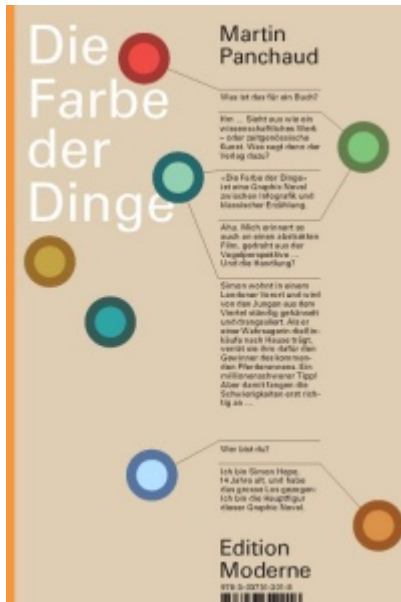 Die
Farbe
der
Dinge
Martin
Panchaud
Was ist das für ein Buch?
Hm ... Sieht aus wie ein
wissenschaftliches Werk
– oder zeitgenössische
Kunst. Was sagt denn der
Verlag dazu?
«Die Farbe der Dinge»
ist eine Graphic Novel
zwischen Infografik und
klassischer Erzählung.
Aha. Mich erinnert es
auch an einen abstrakten
Film, gedreht aus der
Vogelperspektive ...
Und die Handlung?
Simon wohnt in einem
Londoner Vorort und wird
von den Jungen aus dem
Viertel ständig gehänselt
und drangsaliert. Als er
einer Wahrsagerin die Ein-
käufe nach Hause trägt,
verrät sie ihm dafür den
Gewinner des kommen-
den Pferderennens. Ein
millionenschwerer Tipp!
Aber damit fangen die
Schwierigkeiten erst rich-
tig an ...
Wer bist du?
Ich bin Simon Hope,
14 Jahre alt, und habe
das grosse Los gezogen:
Ich bin die Hauptfigur
dieser Graphic Novel.
Edition
Moderne